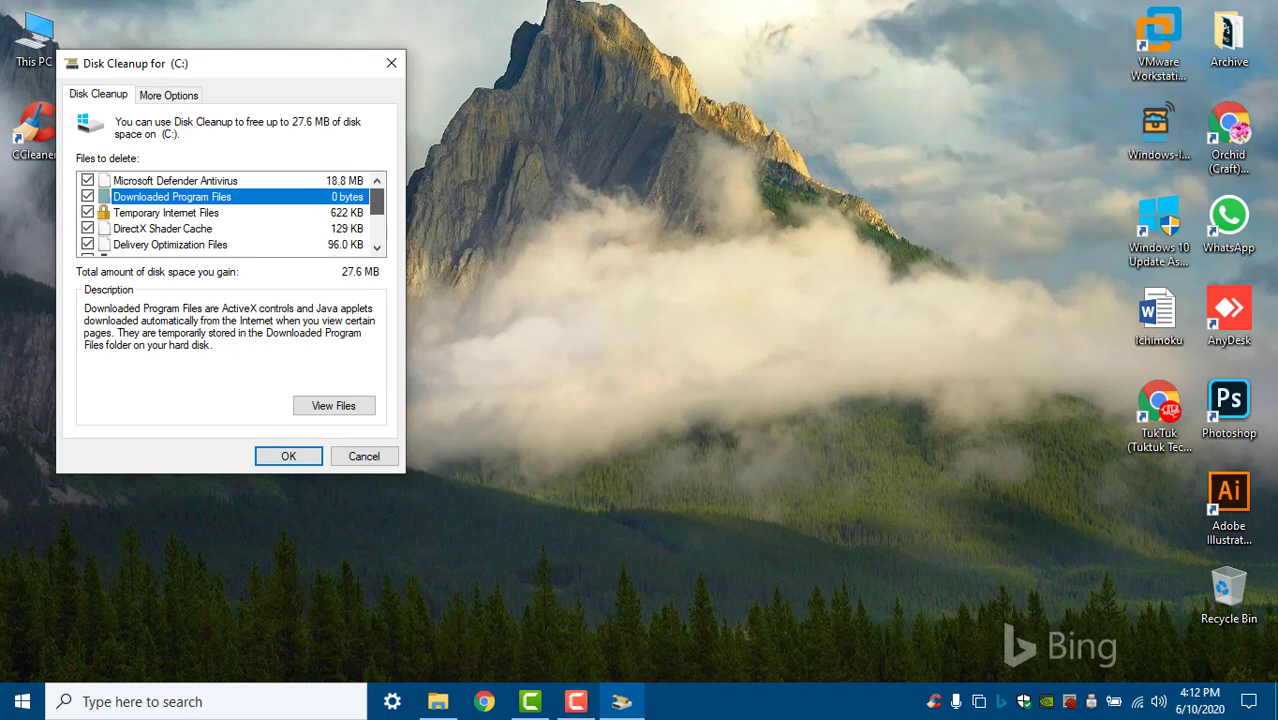 This PC
CCleaner
Disk Cleanup for (C:)
Disk Cleanup
More Options
You can use Disk Cleanup to free up to 27.6 MB of disk
space on (C:).
Files to delete:
Microsoft Defender Antivirus 18.8 MB
Downloaded Program Files 0 bytes
Temporary Internet Files 622 KB
DirectX Shader Cache 129 KB
Delivery Optimization Files 96.0 KB
Total amount of disk space you gain: 27.6 MB
Description
Downloaded Program Files are ActiveX controls and Java applets
downloaded automatically from the Internet when you view certain
pages. They are temporarily stored in the Downloaded Program
Files folder on your hard disk.
View Files
OK
Cancel
VMware
Workstati...
Archive
Windows-I...
Orchid
(Craft)...
Windows 10
Update As...
WhatsApp
Ichimoku
AnyDesk
TukTuk
(Tuktuk Tec...
Ps
Photoshop
Ai
Adobe
Illustrat...
Recycle Bin
Bing
Type here to search
4:12 PM
6/10/2020